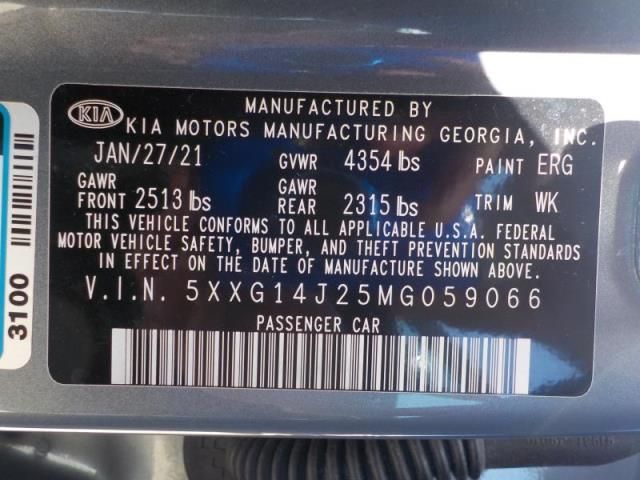 KIA
MANUFACTURED BY
KIA MOTORS MANUFACTURING GEORGIA, INC.
JAN/27/21 GVWR 4354 lbs PAINT ERG
GAWR FRONT 2513 lbs GAWR REAR 2315 lbs TRIM WK
THIS VEHICLE CONFORMS TO ALL APPLICABLE U.S.A. FEDERAL
MOTOR VEHICLE SAFETY, BUMPER, AND THEFT PREVENTION STANDARDS
IN EFFECT ON THE DATE OF MANUFACTURE SHOWN ABOVE.
V.I.N. 5XXG14J25MG059066
PASSENGER CAR
3100